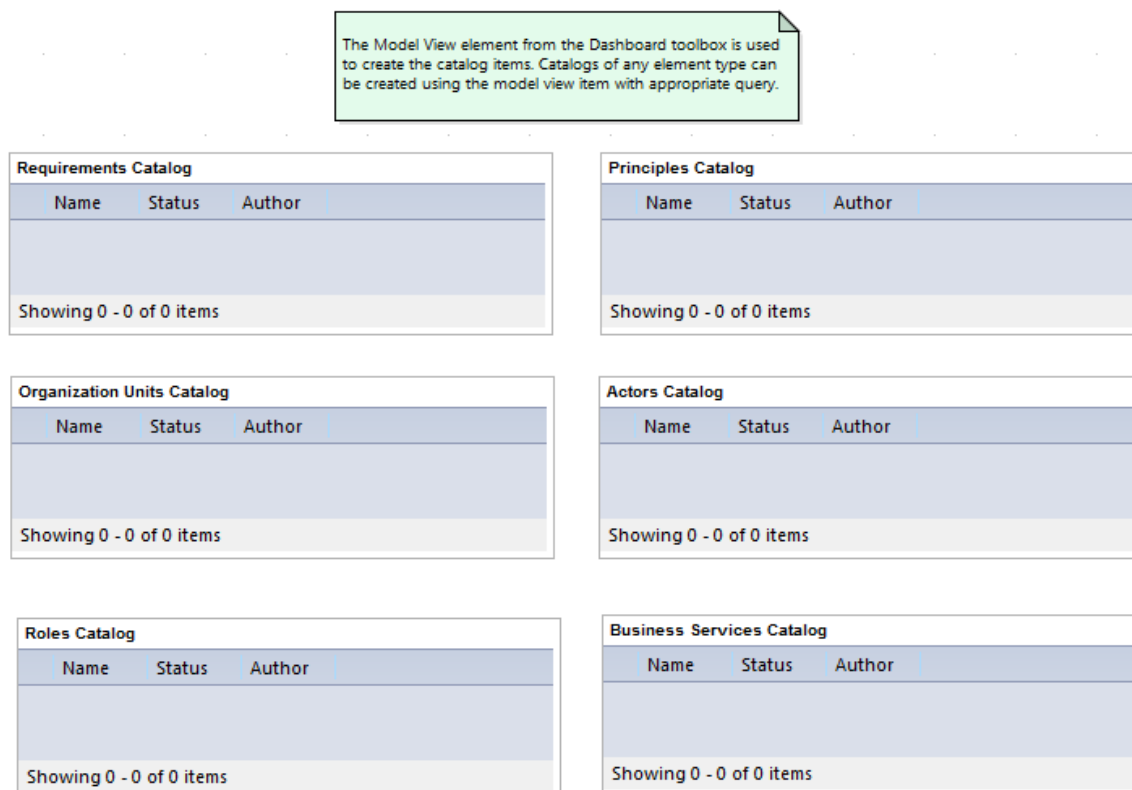 The Model View element from the Dashboard toolbox is used
to create the catalog items. Catalogs of any element type can
be created using the model view item with appropriate query.
Requirements Catalog
Name Status Author
Showing 0 - 0 of 0 items
Principles Catalog
Name Status Author
Showing 0 - 0 of 0 items
Organization Units Catalog
Name Status Author
Showing 0 - 0 of 0 items
Actors Catalog
Name Status Author
Showing 0 - 0 of 0 items
Roles Catalog
Name Status Author
Showing 0 - 0 of 0 items
Business Services Catalog
Name Status Author
Showing 0 - 0 of 0 items